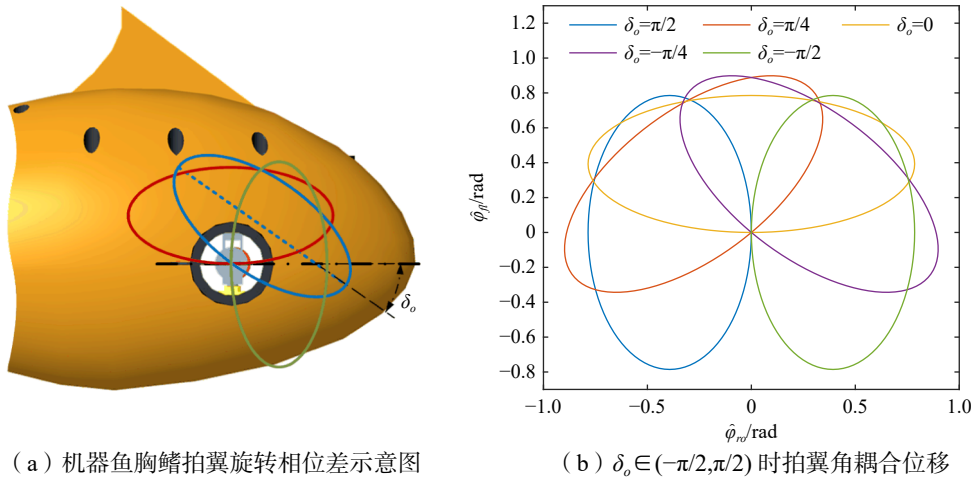 δₒ
δₒ=π/2 δₒ=π/4 δₒ=0
δₒ=−π/4 δₒ=−π/2
1.2
1.0
0.8
0.6
0.4
0.2
0
−0.2
−0.4
−0.6
−0.8
φ̂_fl/rad
−1.0 −0.5 0 0.5 1.0
φ̂_ro/rad
（a）机器鱼胸鳍拍翼旋转相位差示意图
（b）δₒ∈(−π/2,π/2) 时拍翼角耦合位移